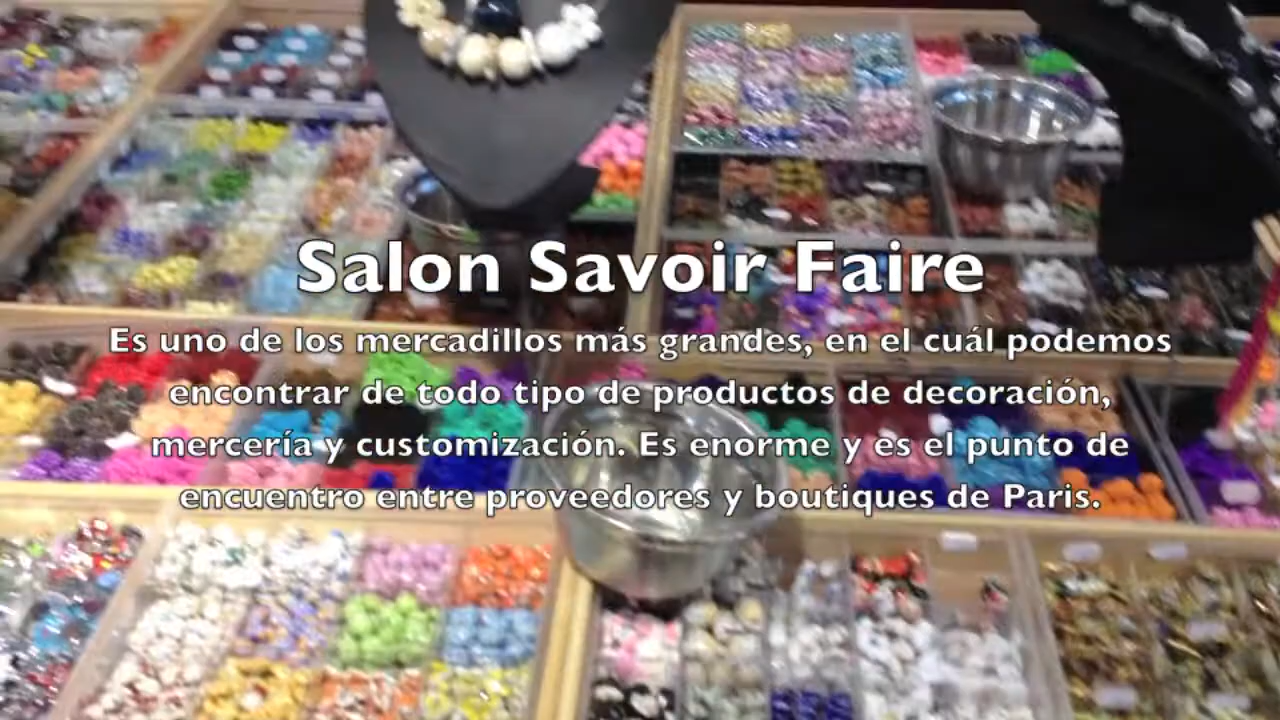 Salon Savoir Faire
Es uno de los mercadillos más grandes, en el cuál podemos
encontrar de todo tipo de productos de decoración,
mercería y customización. Es enorme y es el punto de
encuentro entre proveedores y boutiques de Paris.